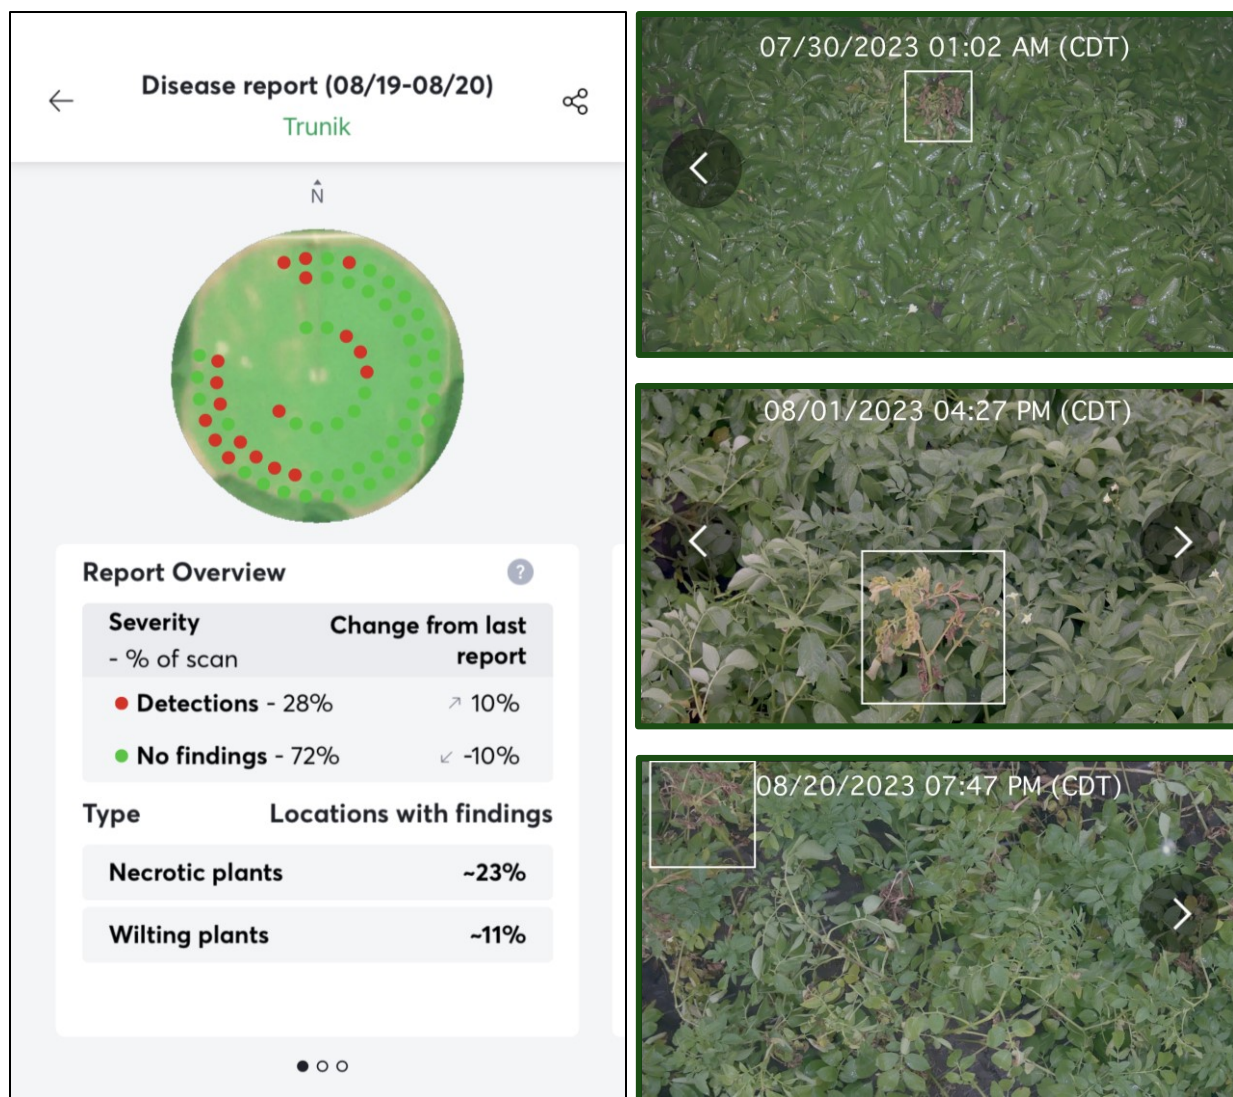 Disease report (08/19-08/20)
Trunik
N
Report Overview
?
Severity
- % of scan
Change from last
report
Detections - 28%
↗ 10%
No findings - 72%
↙ -10%
Type
Locations with findings
Necrotic plants
~23%
Wilting plants
~11%
07/30/2023 01:02 AM (CDT)
08/01/2023 04:27 PM (CDT)
08/20/2023 07:47 PM (CDT)